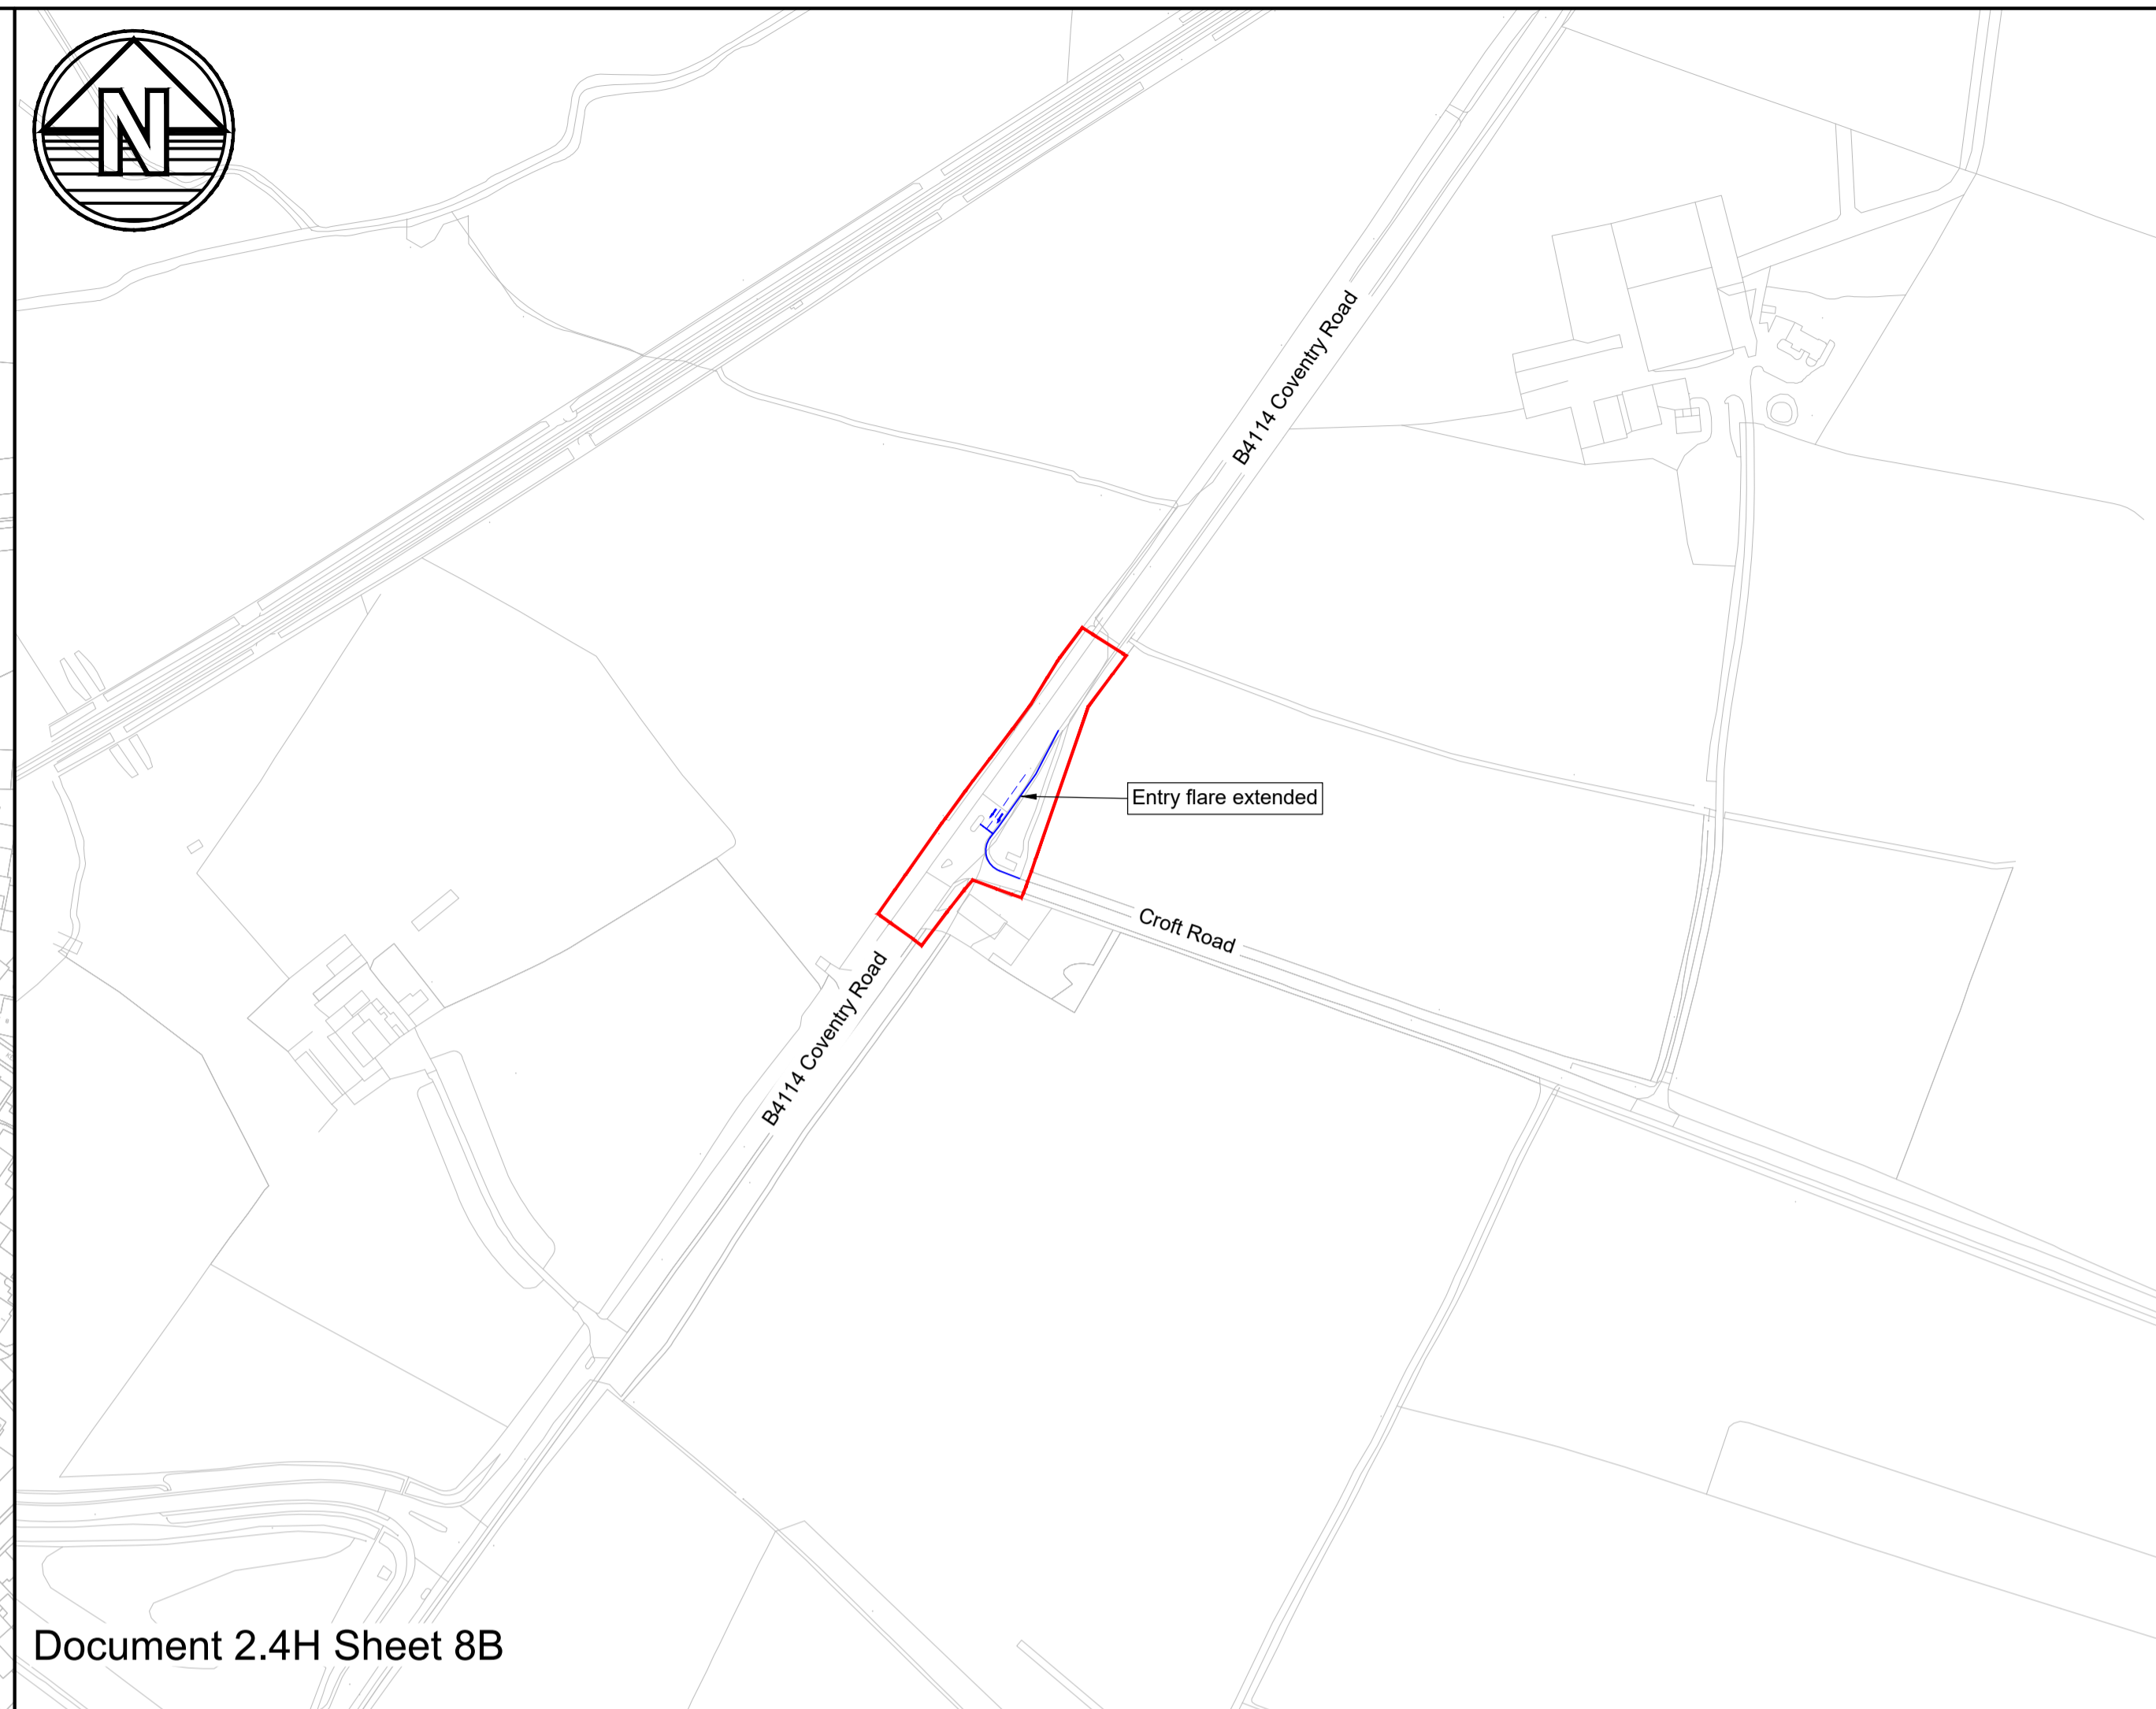 N
B4114 Coventry Road
Entry flare extended
Croft Road
B4114 Coventry Road
Document 2.4H Sheet 8B